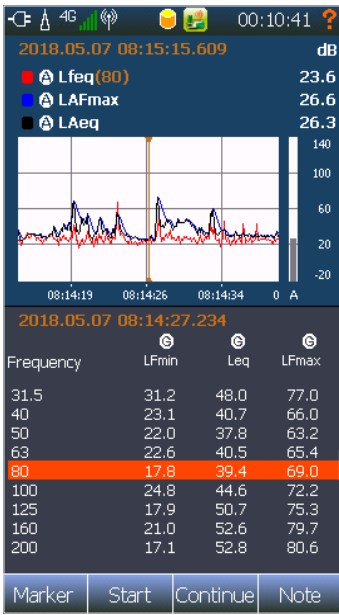 4G 00:10:41 ?
2018.05.07 08:15:15.609 dB
A Lfeq(80) 23.6
A LAFmax 26.6
A LAeq 26.3
140
100
60
20
-20
08:14:19 08:14:26 08:14:34 0 A
2018.05.07 08:14:27.234
G G G
Frequency LFmin Leq LFmax
31.5 31.2 48.0 77.0
40 23.1 40.7 66.0
50 22.0 37.8 63.2
63 22.6 40.5 65.4
80 17.8 39.4 69.0
100 24.8 44.6 72.2
125 17.9 50.7 75.3
160 21.0 52.6 79.7
200 17.1 52.8 80.6
Marker Start Continue Note